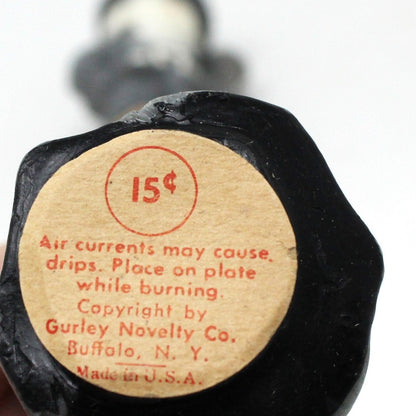 15¢
Air currents may cause
drips. Place on plate
while burning.
Copyright by
Gurley Novelty Co.
Buffalo, N. Y.
Made in U.S.A.